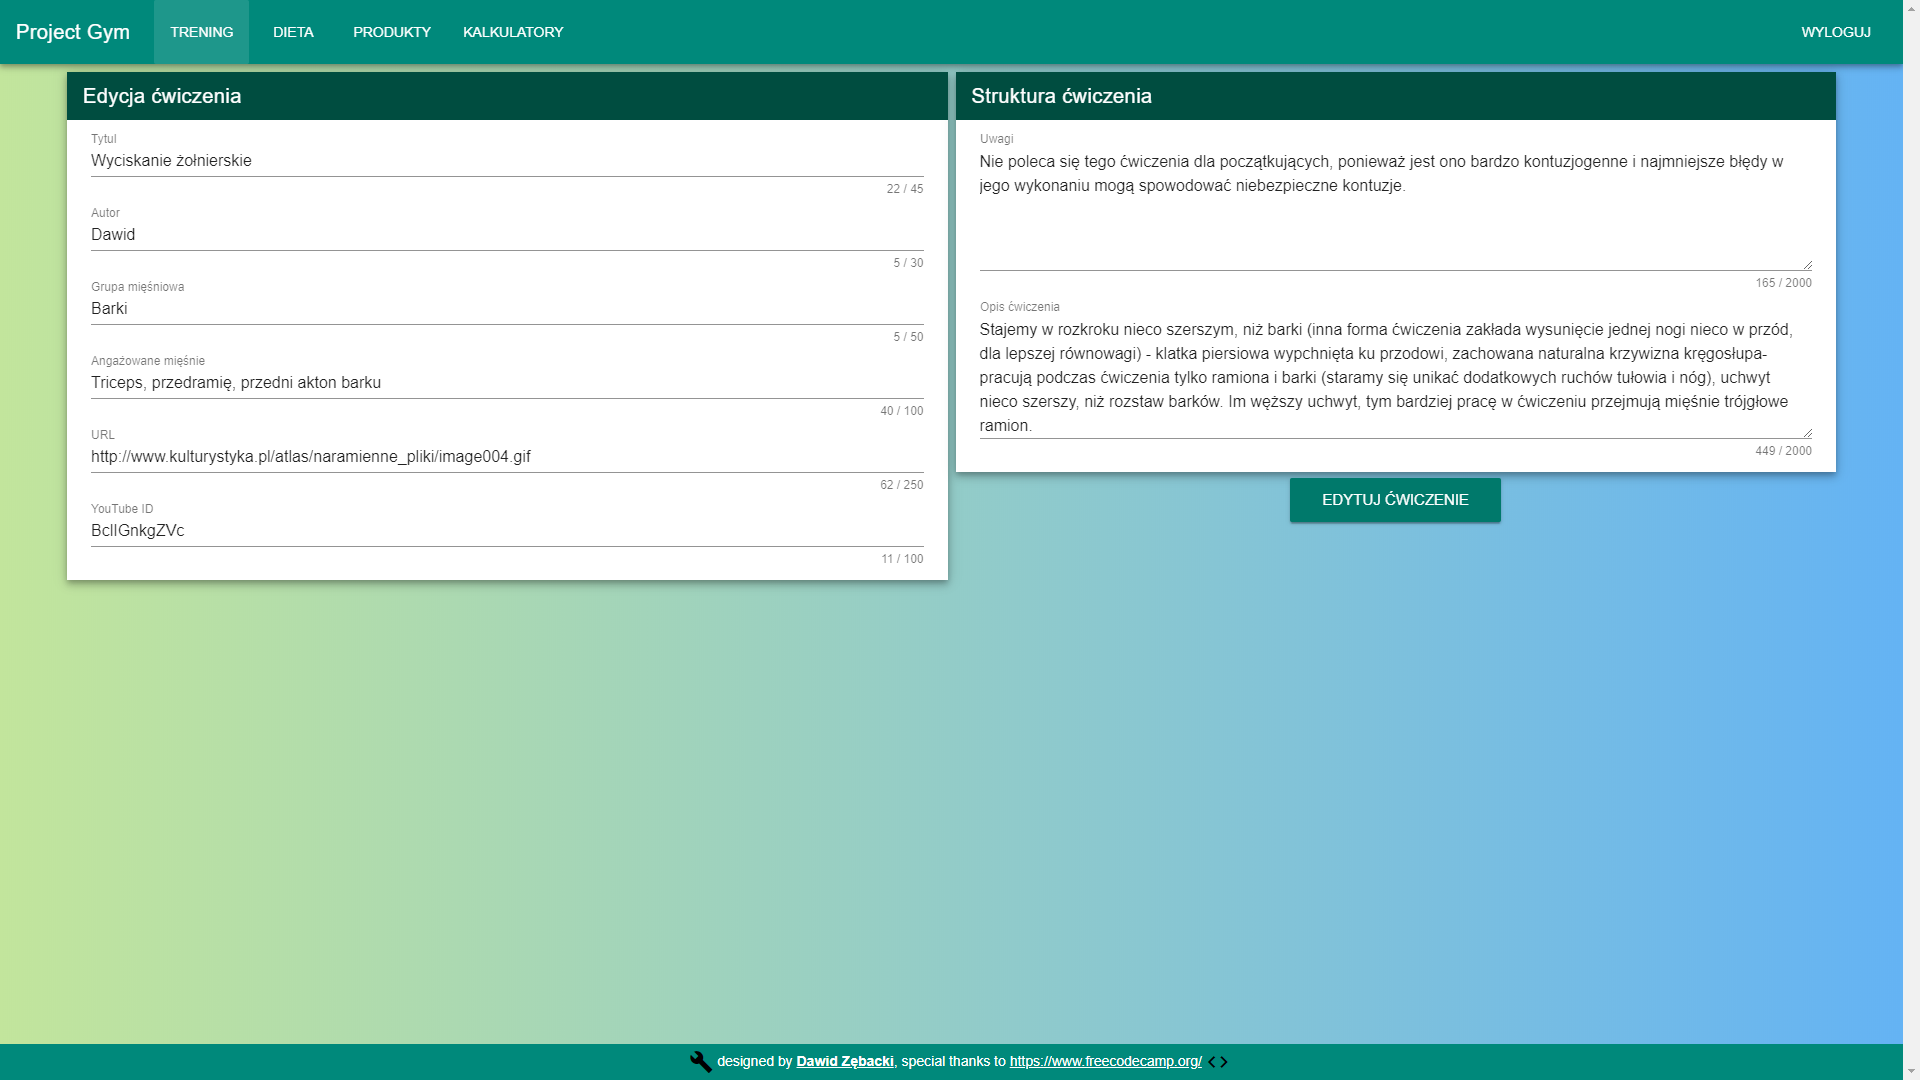 Project Gym
TRENING
DIETA
PRODUKTY
KALKULATORY
WYLOGUJ
Edycja ćwiczenia
Tytul
Wyciskanie żołnierskie
22 / 45
Autor
Dawid
5 / 30
Grupa mięśniowa
Barki
5 / 50
Angażowane mięśnie
Triceps, przedramię, przedni akton barku
40 / 100
URL
http://www.kulturystyka.pl/atlas/naramienne_pliki/image004.gif
62 / 250
YouTube ID
BclIGnkgZVc
11 / 100
Struktura ćwiczenia
Uwagi
Nie poleca się tego ćwiczenia dla początkujących, ponieważ jest ono bardzo kontuzjogenne i najmniejsze błędy w
jego wykonaniu mogą spowodować niebezpieczne kontuzje.
165 / 2000
Opis ćwiczenia
Stajemy w rozkroku nieco szerszym, niż barki (inna forma ćwiczenia zakłada wysunięcie jednej nogi nieco w przód,
dla lepszej równowagi) - klatka piersiowa wypchnięta ku przodowi, zachowana naturalna krzywizna kręgosłupa-
pracują podczas ćwiczenia tylko ramiona i barki (staramy się unikać dodatkowych ruchów tułowia i nóg), uchwyt
nieco szerszy, niż rozstaw barków. Im węższy uchwyt, tym bardziej pracę w ćwiczeniu przejmują mięśnie trójgłowe
ramion.
449 / 2000
EDYTUJ ĆWICZENIE
designed by Dawid Zębacki, special thanks to https://www.freecodecamp.org/